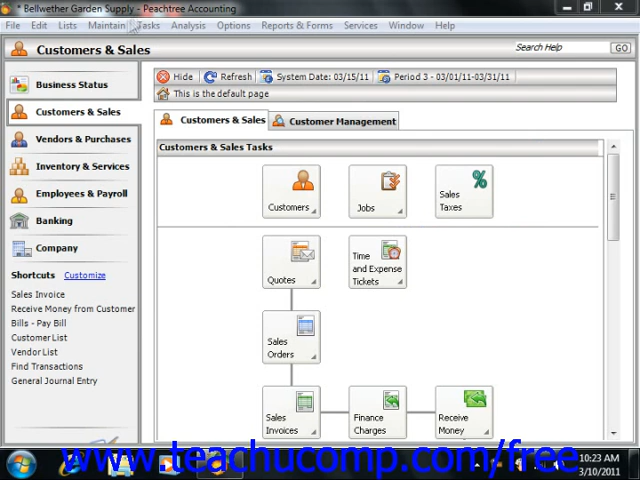 * Bellwether Garden Supply - Peachtree Accounting
File Edit Lists Maintain Tasks Analysis Options Reports & Forms Services Window Help
Customers & Sales
Search Help GO
Business Status
Customers & Sales
Vendors & Purchases
Inventory & Services
Employees & Payroll
Banking
Company
Shortcuts Customize
Sales Invoice
Receive Money from Customer
Bills - Pay Bill
Customer List
Vendor List
Find Transactions
General Journal Entry
Hide Refresh System Date: 03/15/11 Period 3 - 03/01/11-03/31/11
This is the default page
Customers & Sales Customer Management
Customers & Sales Tasks
Customers
Jobs
Sales
Taxes
Quotes
Time
and Expense
Tickets
Sales
Orders
Sales
Invoices
Finance
Charges
Receive
Money
www.teachucomp.com/free
10:23 AM
3/10/2011